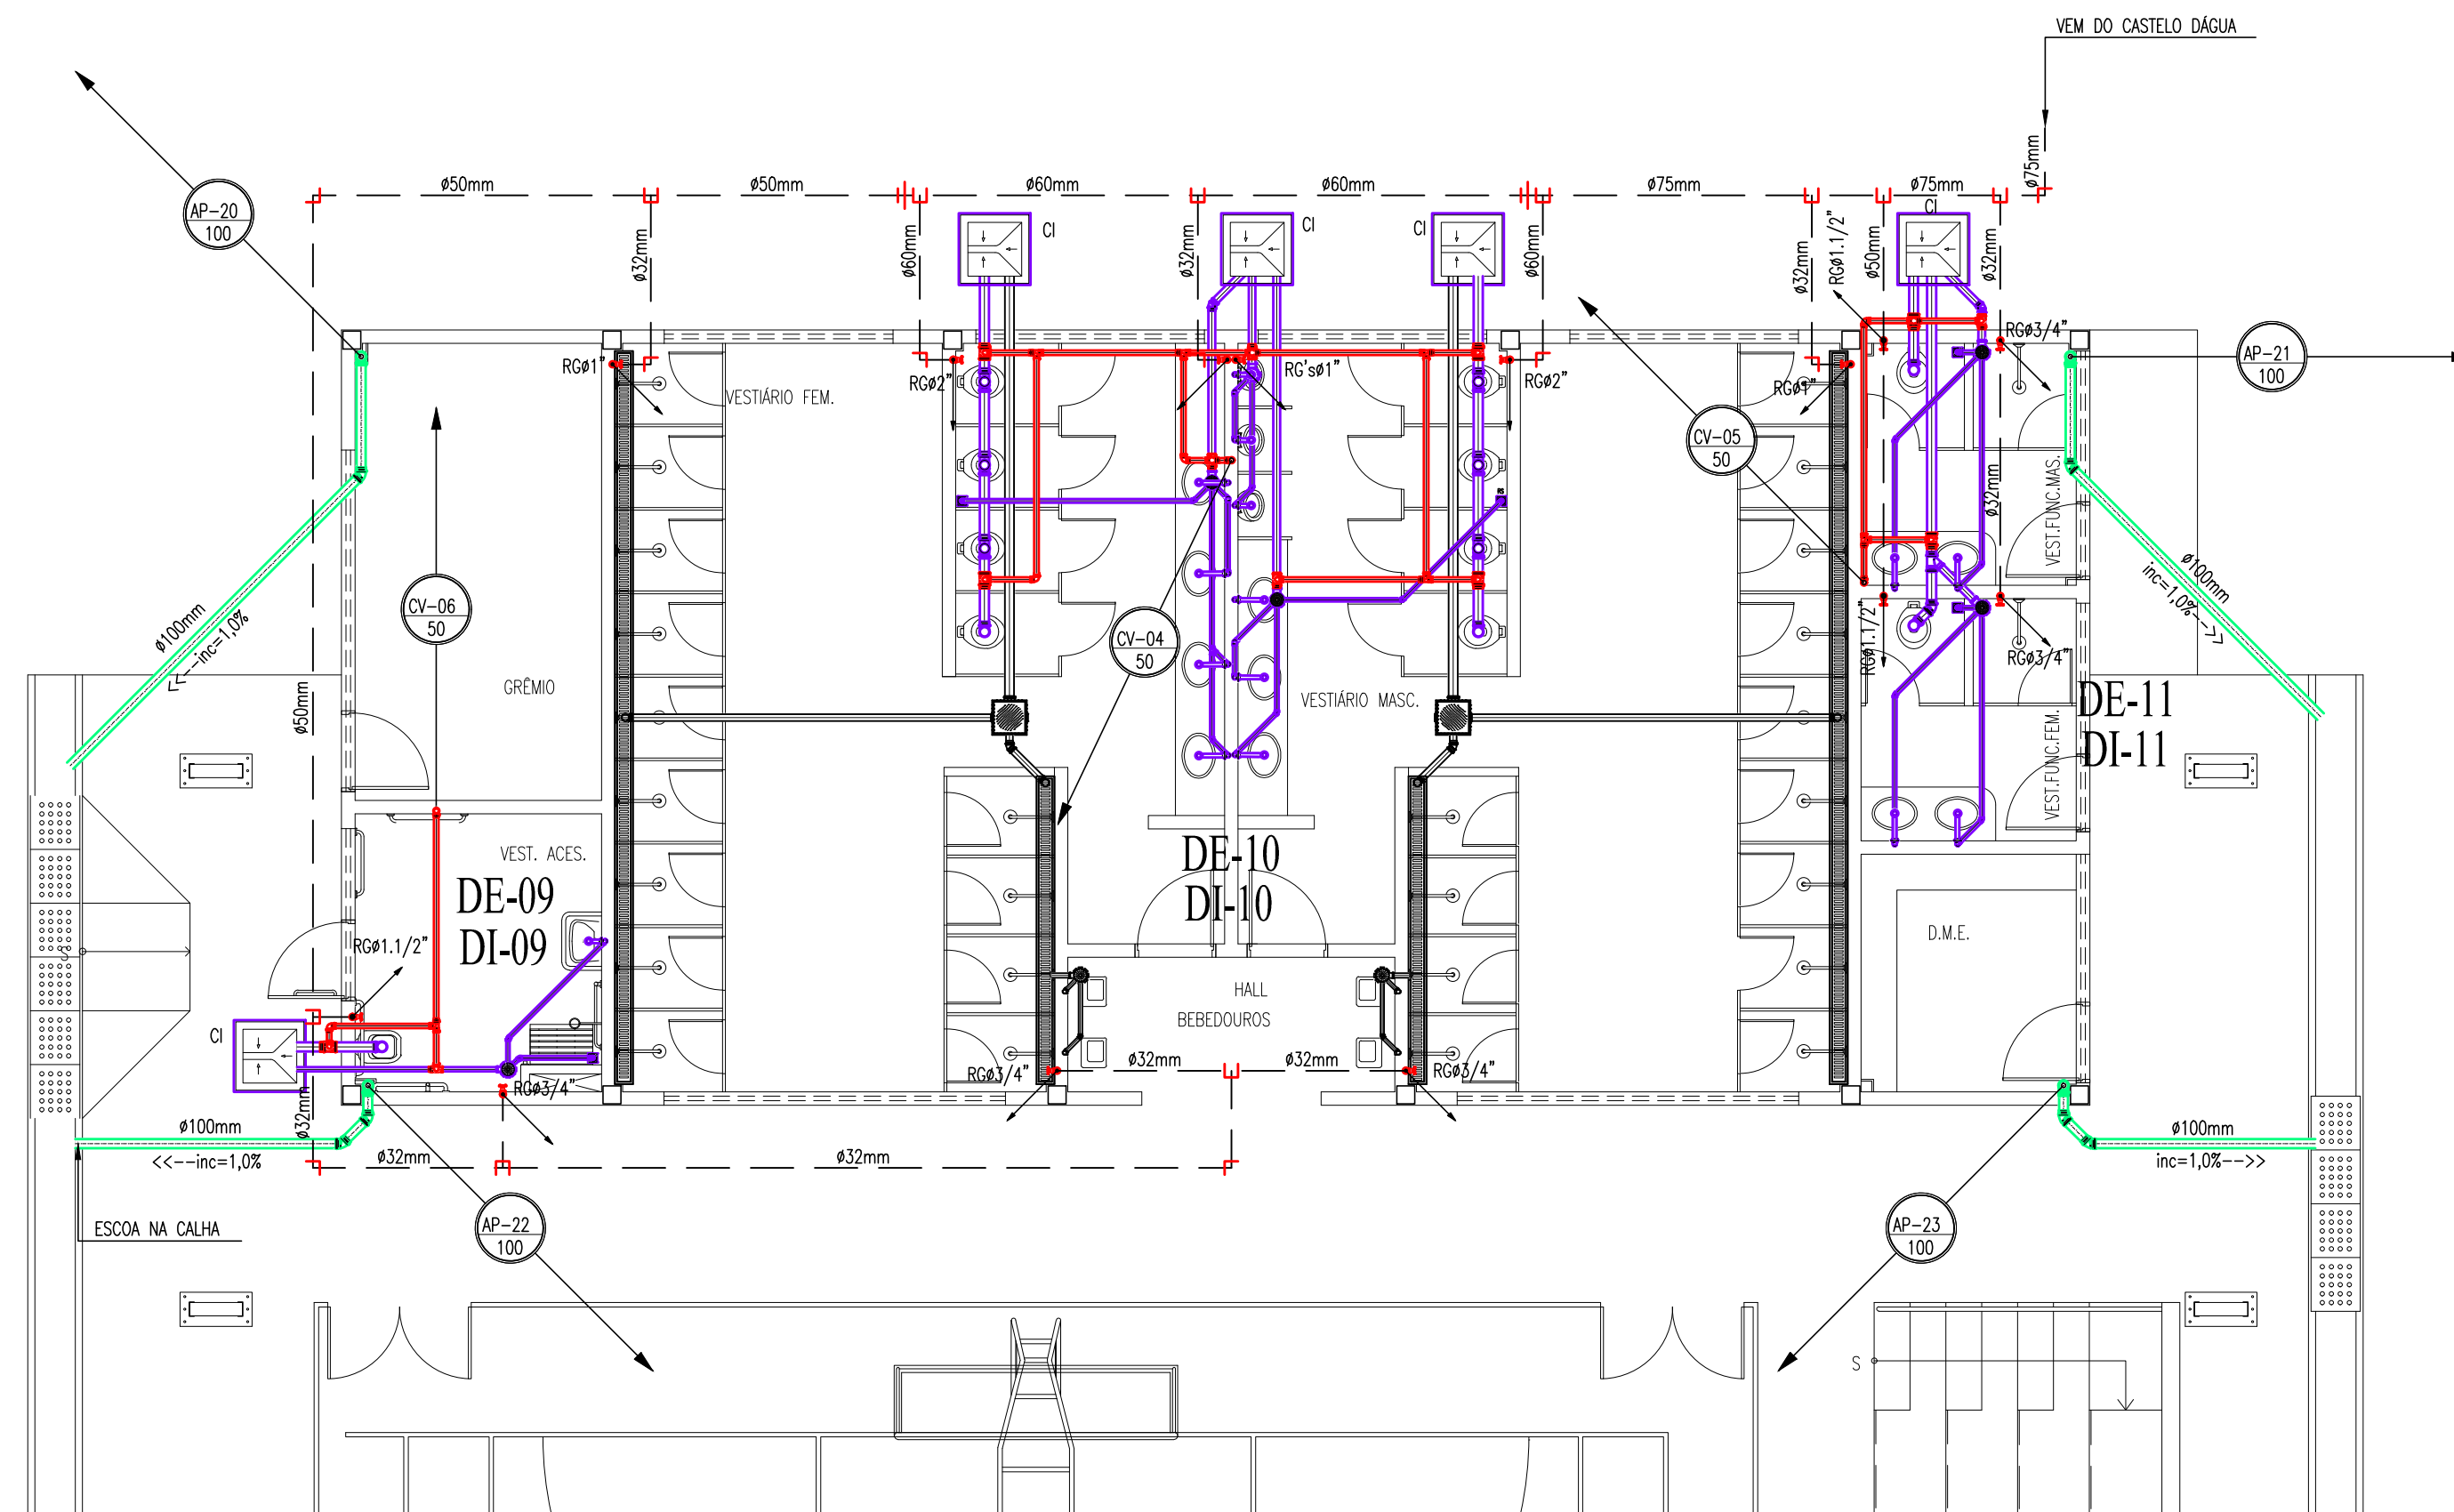 VEM DO CASTELO DÁGUA
ø75mm
ø50mm
ø50mm
ø60mm
ø60mm
ø75mm
ø75mm
AP-20
100
ø32mm
ø60mm
CI
ø32mm
CI
CI
ø60mm
ø32mm
RGø1.1/2"
ø50mm
CI
ø32mm
RGø1"
VESTIÁRIO FEM.
RGø2"
RG'sø1"
RGø2"
RGø1"
RGø3/4"
AP-21
100
CV-05
50
RS
ø32mm
VEST.FUNC.MAS.
CV-06
50
ø100mm
<<--inc=1,0%
CV-04
50
ø100mm
inc=1,0%-->>
RGø1.1/2"
RGø3/4"
GRÊMIO
ø50mm
VESTIÁRIO MASC.
DE-11
DI-11
VEST.FUNC.FEM.
VEST. ACES.
DE-09
DI-09
DE-10
DI-10
RGø1.1/2"
D.M.E.
S
HALL
BEBEDOUROS
CI
ø32mm
ø32mm
RGø3/4"
RGø3/4"
RGø3/4"
ø32mm
ø100mm
<<--inc=1,0%
ø32mm
ø32mm
ø100mm
inc=1,0%-->>
ESCOA NA CALHA
AP-22
100
AP-23
100
S